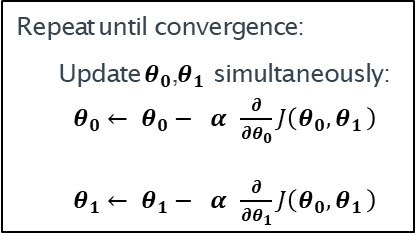 Repeat until convergence:
Update θ₀,θ₁ simultaneously:
θ₀ ← θ₀ − α ∂/∂θ₀ J(θ₀,θ₁)
θ₁ ← θ₁ − α ∂/∂θ₁ J(θ₀,θ₁)